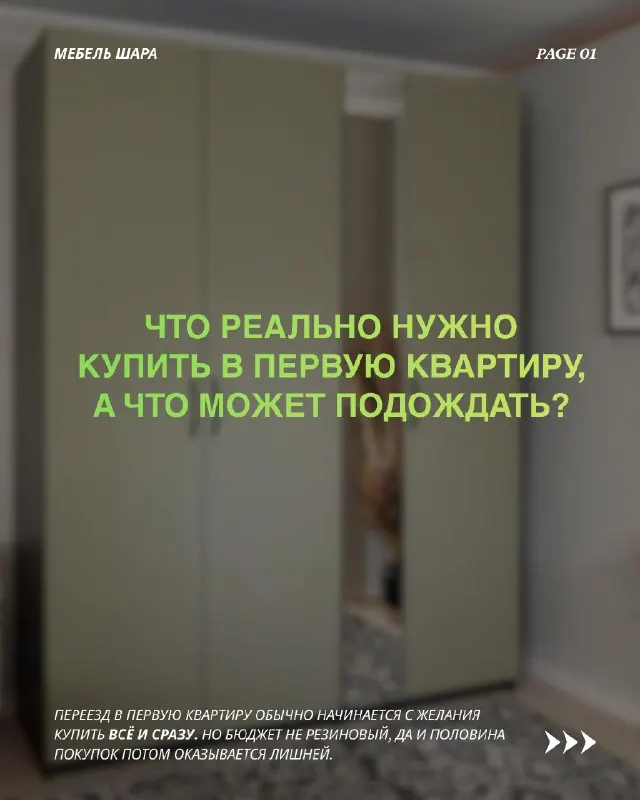 МЕБЕЛЬ ШАРА
PAGE 01
ЧТО РЕАЛЬНО НУЖНО
КУПИТЬ В ПЕРВУЮ КВАРТИРУ,
А ЧТО МОЖЕТ ПОДОЖДАТЬ?
ПЕРЕЕЗД В ПЕРВУЮ КВАРТИРУ ОБЫЧНО НАЧИНАЕТСЯ С ЖЕЛАНИЯ
КУПИТЬ ВСЁ И СРАЗУ. НО БЮДЖЕТ НЕ РЕЗИНОВЫЙ, ДА И ПОЛОВИНА
ПОКУПОК ПОТОМ ОКАЗЫВАЕТСЯ ЛИШНЕЙ.